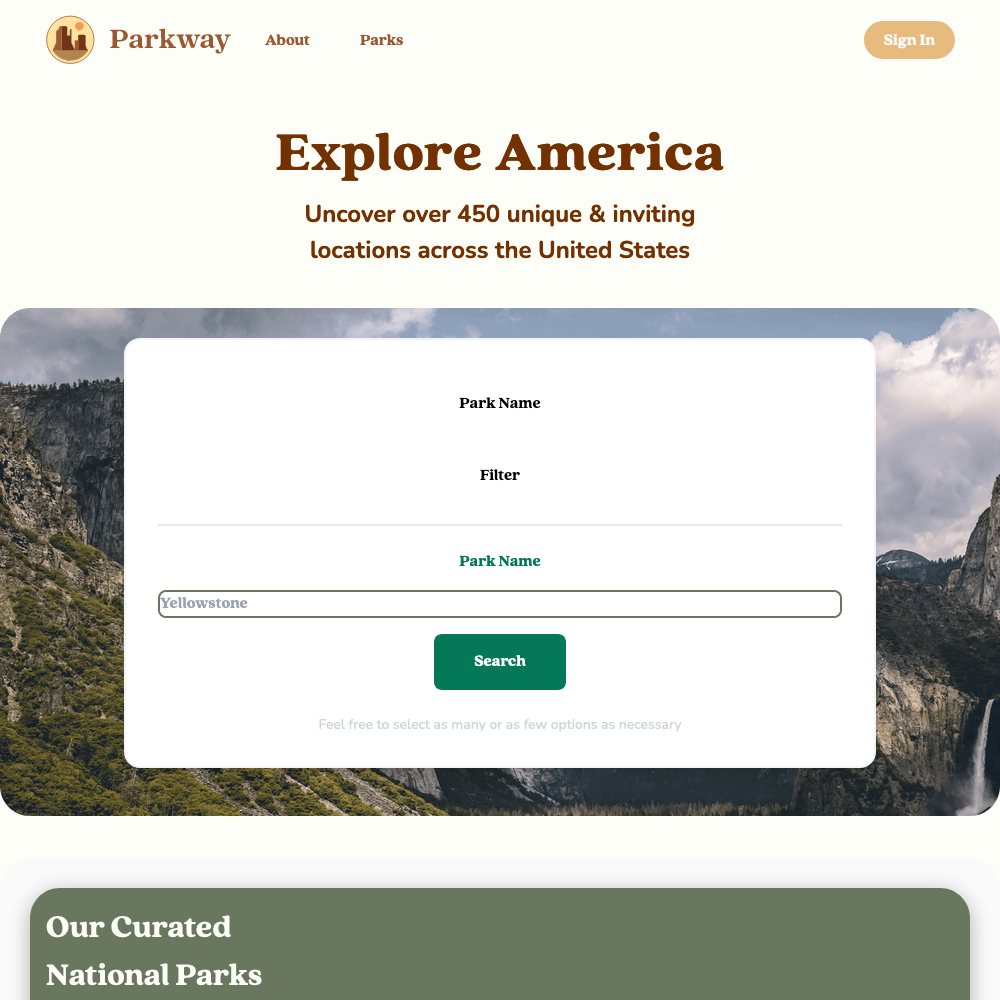 Parkway
About
Parks
Sign In
Explore America
Uncover over 450 unique & inviting
locations across the United States
Park Name
Filter
Park Name
Yellowstone
Search
Feel free to select as many or as few options as necessary
Our Curated
National Parks